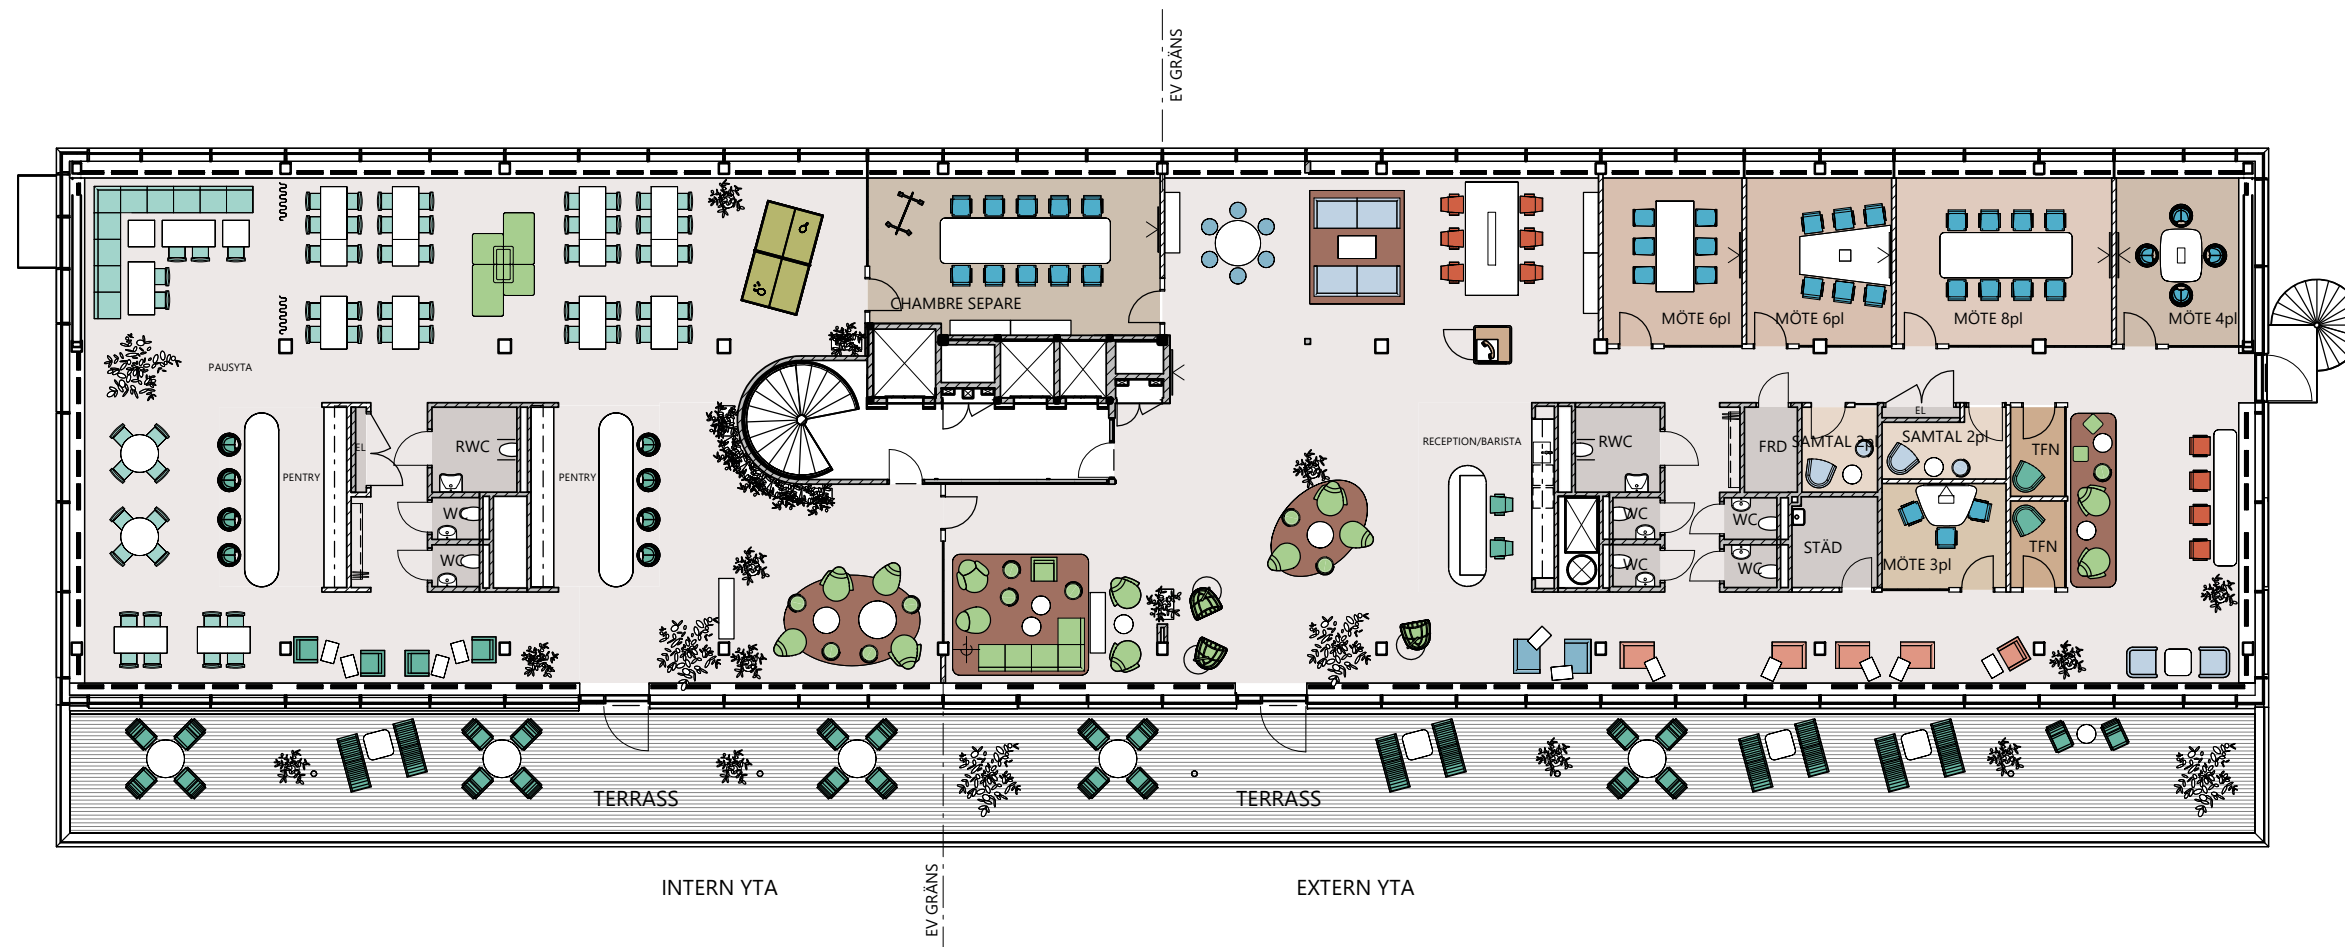 EV GRÄNS
CHAMBRE SEPARE
MÖTE 6pl
MÖTE 6pl
MÖTE 8pl
MÖTE 4pl
PAUSYTA
PENTRY
EL
RWC
WC
WC
PENTRY
RECEPTION/BARISTA
RWC
WC
WC
WC
WC
FRD
SAMTAL 2pl
EL
SAMTAL 2pl
TFN
TFN
STÄD
MÖTE 3pl
TERRASS
TERRASS
INTERN YTA
EV GRÄNS
EXTERN YTA